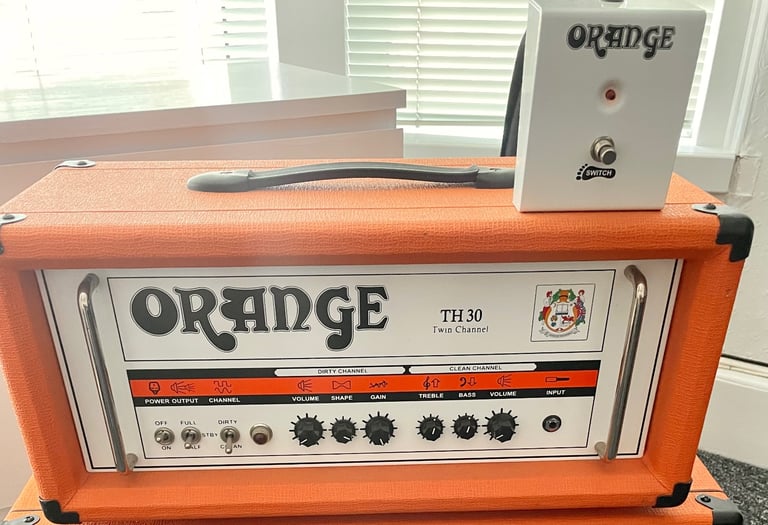 ORANGE
SWITCH
ORANGE
TH 30
Twin Channel
DIRTY CHANNEL
CLEAN CHANNEL
POWER OUTPUT CHANNEL VOLUME SHAPE GAIN TREBLE BASS VOLUME INPUT
OFF FULL DIRTY
STBY
ON HALF CLEAN